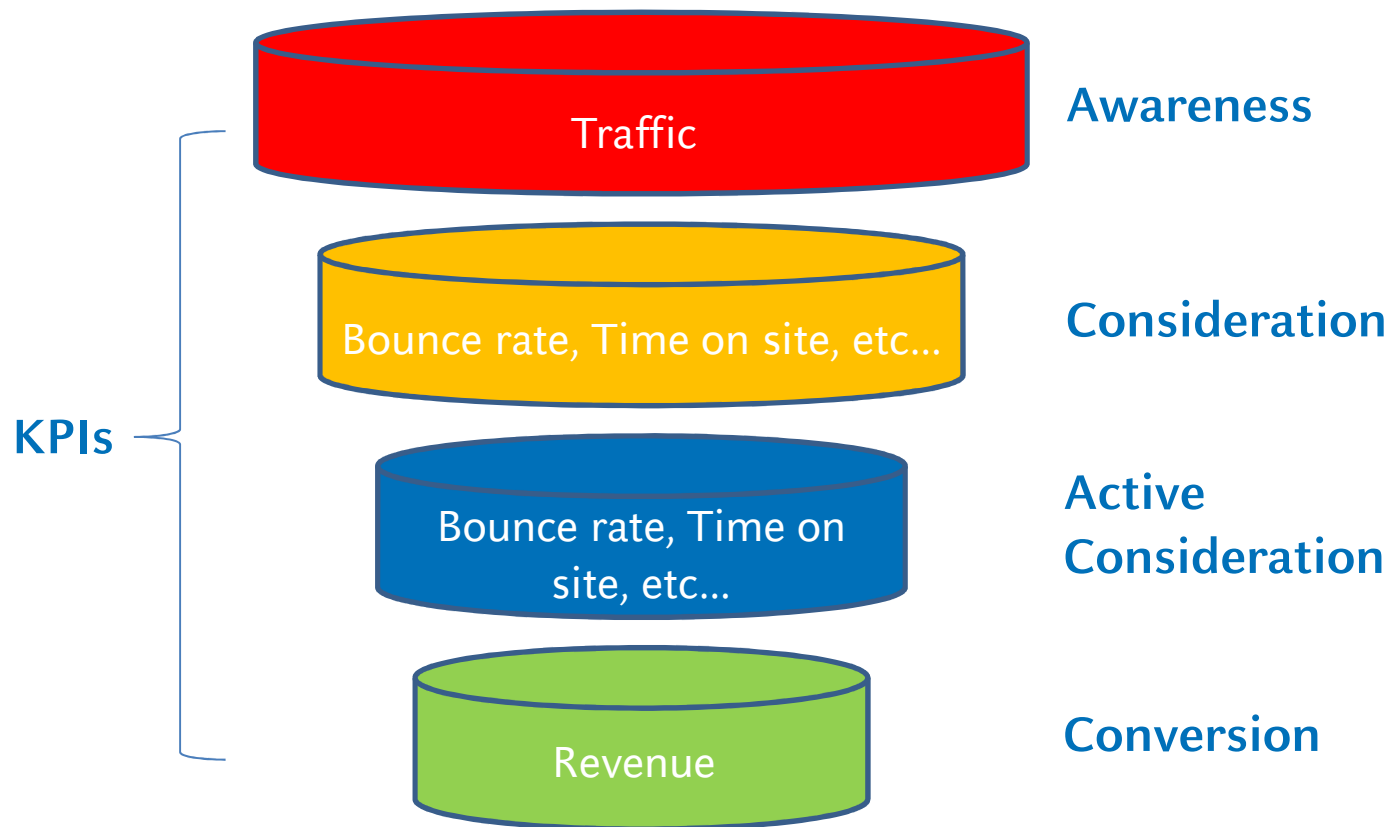 Traffic
Awareness
Bounce rate, Time on site, etc...
Consideration
KPIs
Bounce rate, Time on
site, etc...
Active
Consideration
Revenue
Conversion